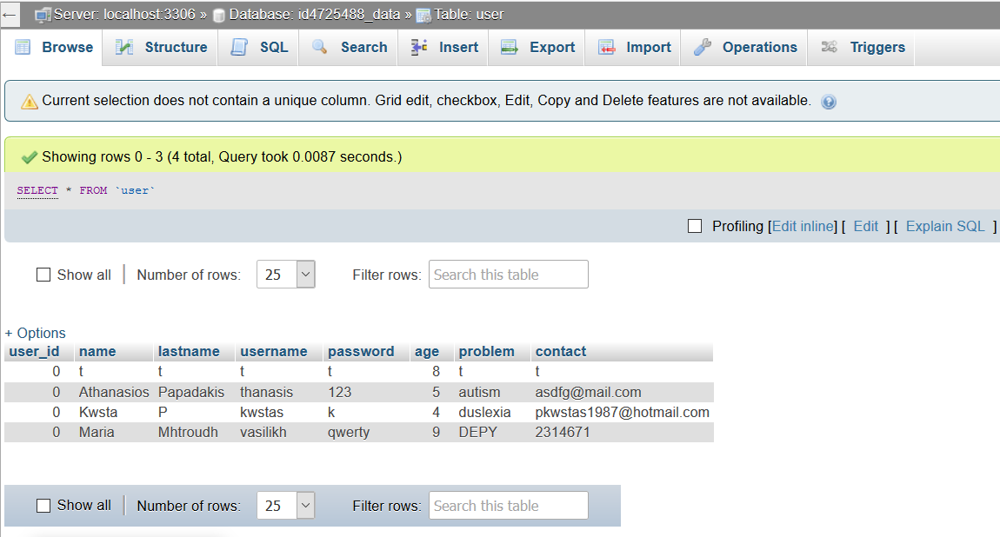 Server: localhost:3306 » Database: id4725488_data » Table: user
Browse Structure SQL Search Insert Export Import Operations Triggers
Current selection does not contain a unique column. Grid edit, checkbox, Edit, Copy and Delete features are not available.
Showing rows 0 - 3 (4 total, Query took 0.0087 seconds.)
SELECT * FROM `user`
Profiling [Edit inline] [ Edit ] [ Explain SQL ]
Show all | Number of rows: 25 Filter rows: Search this table
+ Options
user_id name lastname username password age problem contact
0 t t t t 8 t t
0 Athanasios Papadakis thanasis 123 5 autism asdfg@mail.com
0 Kwsta P kwstas k 4 duslexia pkwstas1987@hotmail.com
0 Maria Mhtroudh vasilikh qwerty 9 DEPY 2314671
Show all | Number of rows: 25 Filter rows: Search this table